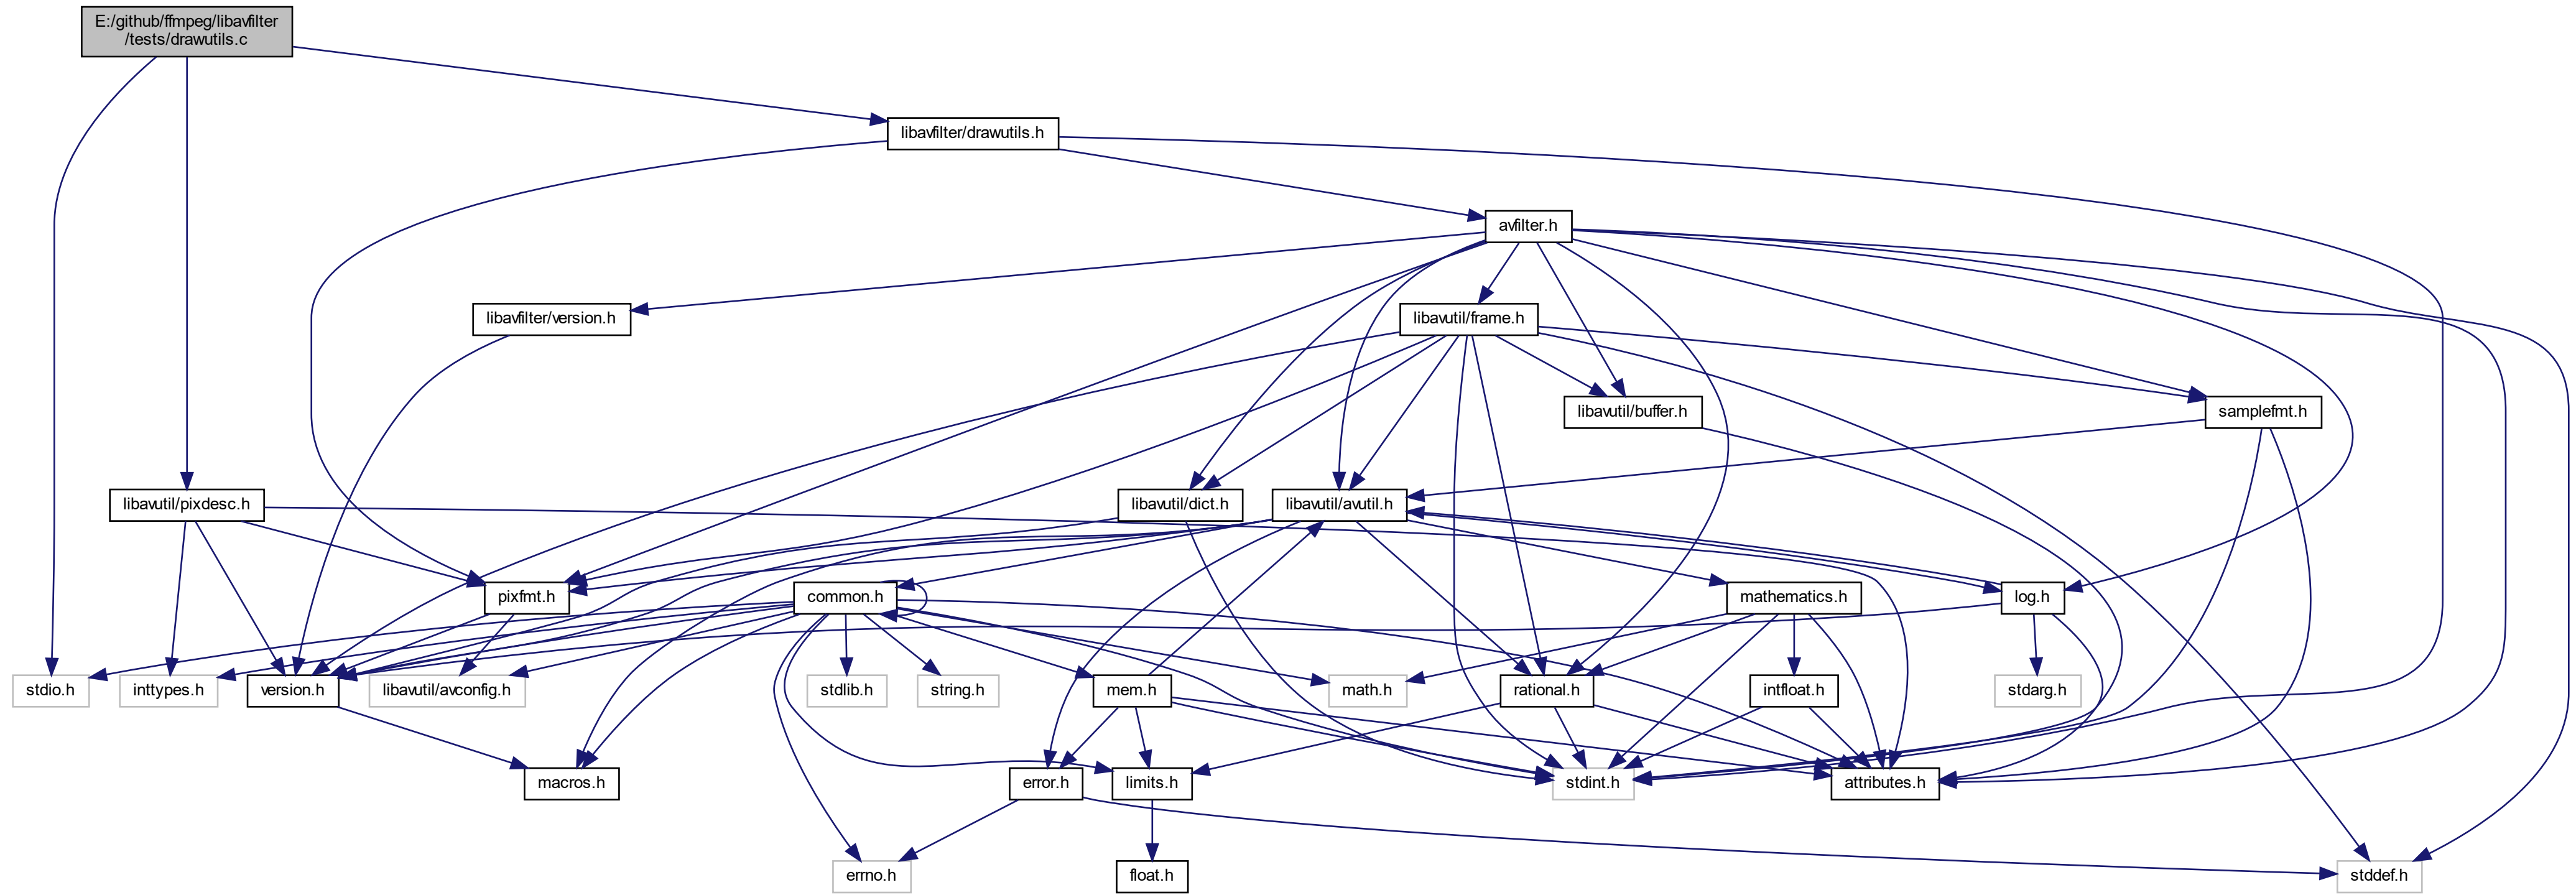 E:/github/ffmpeg/libavfilter
/tests/drawutils.c
libavfilter/drawutils.h
avfilter.h
libavfilter/version.h
libavutil/frame.h
libavutil/buffer.h
samplefmt.h
libavutil/pixdesc.h
libavutil/dict.h
libavutil/avutil.h
pixfmt.h
common.h
mathematics.h
log.h
stdio.h
inttypes.h
version.h
libavutil/avconfig.h
stdlib.h
string.h
mem.h
math.h
rational.h
intfloat.h
stdarg.h
macros.h
error.h
limits.h
stdint.h
attributes.h
errno.h
float.h
stddef.h